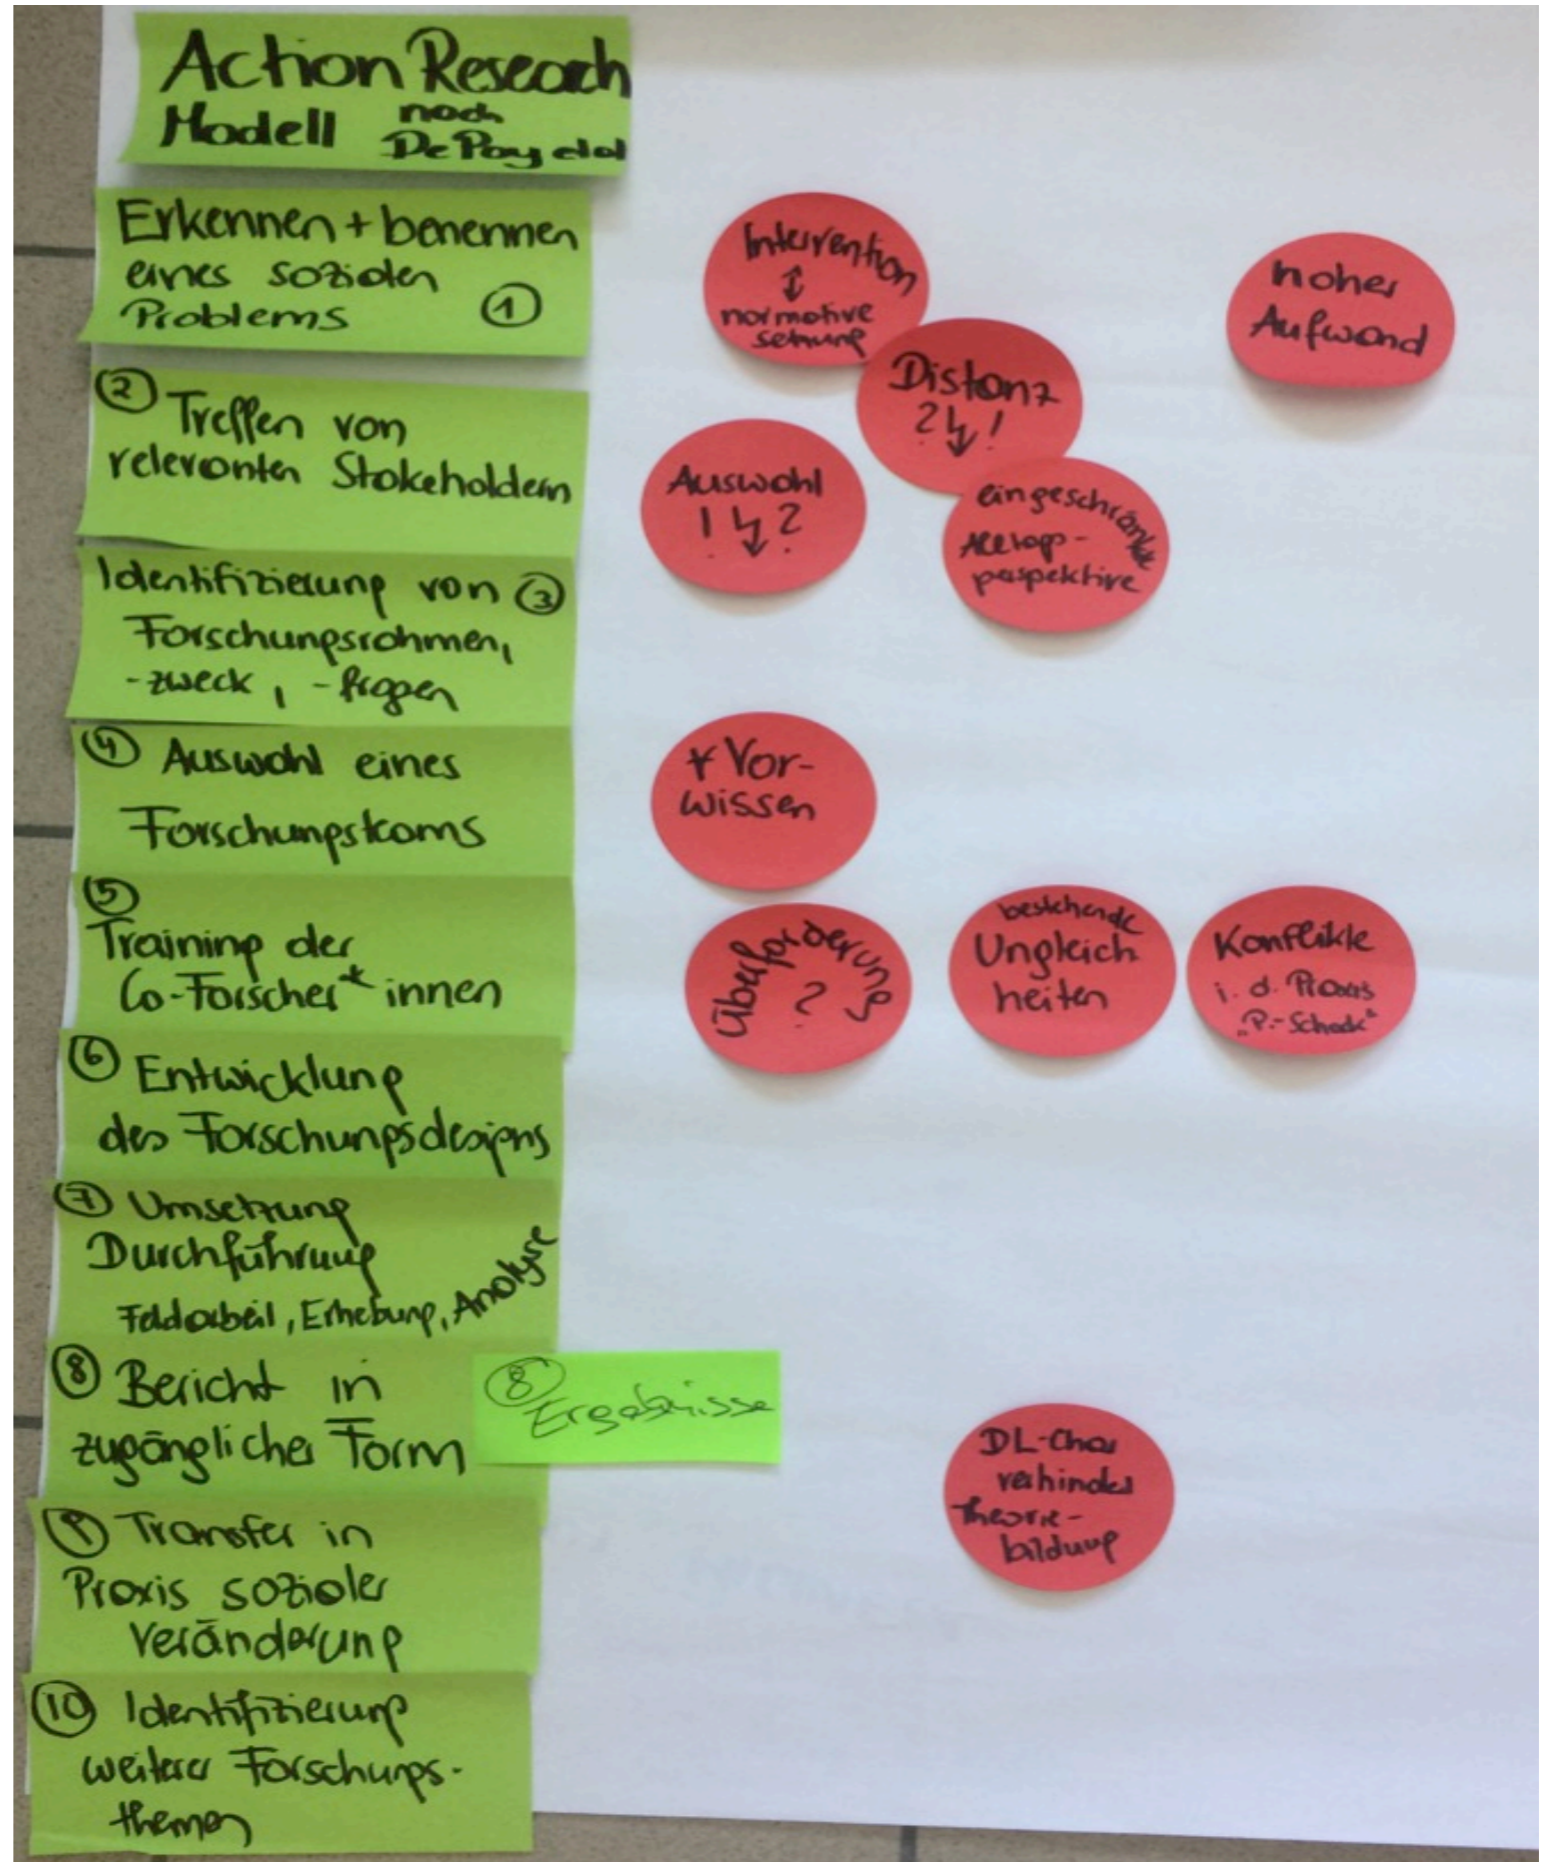 Action Research
Modell nach
DePoy et al
Erkennen + benennen
eines sozialen
Problems ①
② Treffen von
relevanten Stakeholdern
Identifizierung von ③
Forschungsrahmen,
-zweck, -fragen
④ Auswahl eines
Forschungsteams
⑤
Training der
Co-Forscher*innen
⑥ Entwicklung
des Forschungsdesigns
⑦ Umsetzung
Durchführung
Feldarbeit, Erhebung, Analyse
⑧ Bericht in
zugänglicher Form
⑧ Ergebnisse
⑨ Transfer in
Praxis sozialer
Veränderung
⑩ Identifizierung
weiterer Forschungs-
themen
Intervention
↕
normative
setzung
hoher
Aufwand
Distanz
? ↯ !
Auswahl
! ↯ ?
eingeschränkte
Alltags-
perspektive
* Vor-
wissen
Überforderung
?
bestehende
Ungleich
heiten
Konflikte
i. d. Praxis
"P.-Schock"
DL-Char
verhindert
Theorie-
bildung